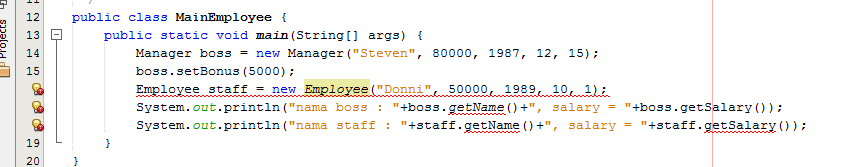 Projects
11
12 public class MainEmployee {
13 public static void main(String[] args) {
14 Manager boss = new Manager("Steven", 80000, 1987, 12, 15);
15 boss.setBonus(5000);
Employee staff = new Employee("Donni", 50000, 1989, 10, 1);
System.out.println("nama boss : "+boss.getName()+", salary = "+boss.getSalary());
System.out.println("nama staff : "+staff.getName()+", salary = "+staff.getSalary());
19 }
20 }